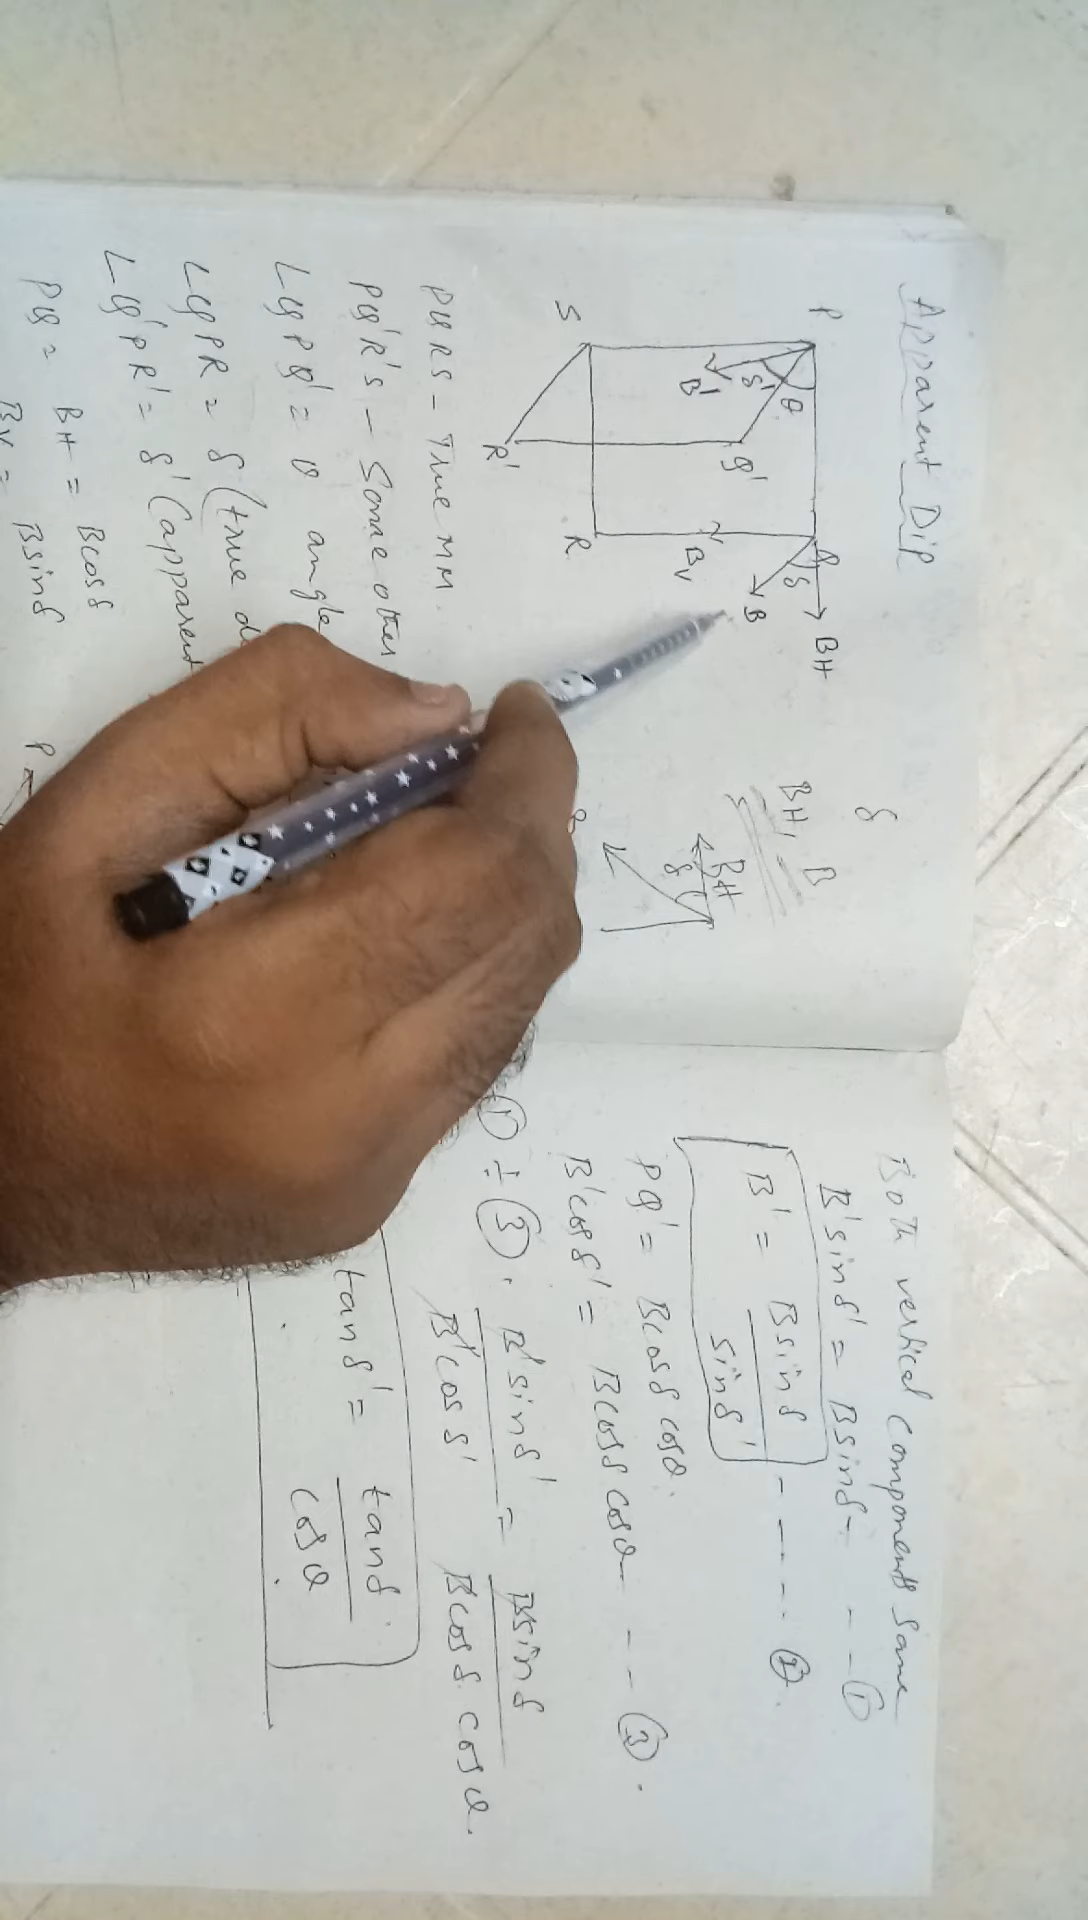 Apparent Dip
P
θ
δ'
B'
Q'
S
R'
R
Q
δ
BH
B
BV
δ
BH, B
BH
δ
PQRS - True MM.
PQ'R'S - Some other
∠QPQ' = θ angle
∠QPR = δ (true
∠Q'PR' = δ' (apparent
PQ = BH = Bcosδ
BV = Bsinδ
P
Both vertical components same
B'sinδ' = Bsinδ - - - ①
B' = Bsinδ / sinδ' - - - - ②.
PQ' = Bcosδ cosθ.
B'cosδ' = Bcosδ cosθ - - - ③.
① ÷ ③. B'sinδ' / B'cosδ' = Bsinδ / Bcosδ cosθ.
tanδ' = tanδ / cosθ